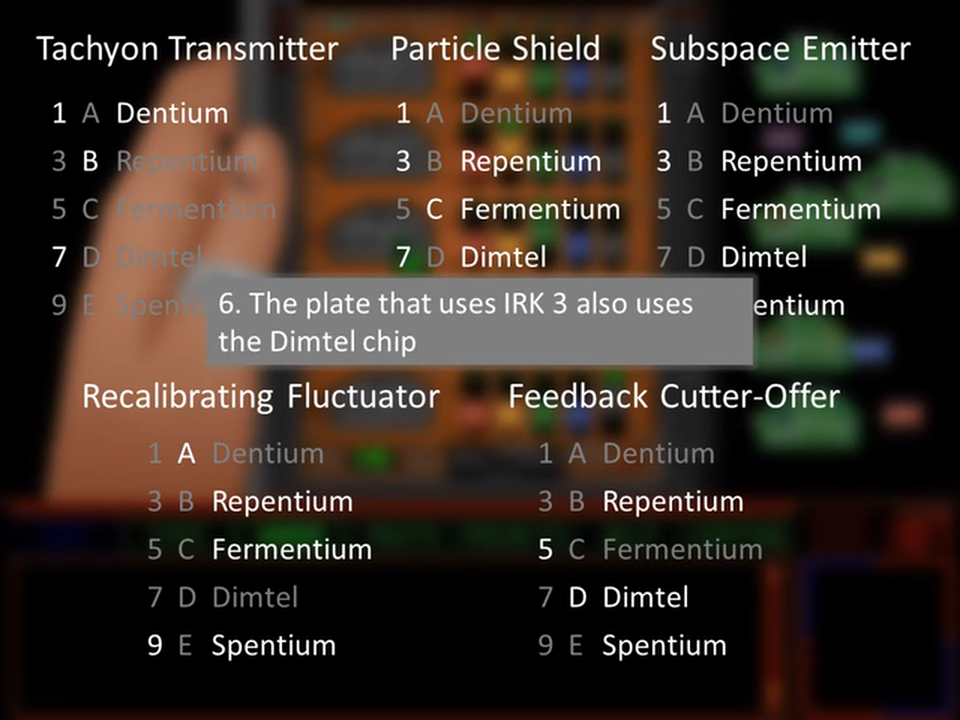 Tachyon Transmitter Particle Shield Subspace Emitter
1 A Dentium 1 A Dentium 1 A Dentium
3 B Repentium 3 B Repentium 3 B Repentium
5 C Fermentium 5 C Fermentium 5 C Fermentium
7 D Dimtel 7 D Dimtel 7 D Dimtel
9 E
6. The plate that uses IRK 3 also uses
the Dimtel chip
Recalibrating Fluctuator Feedback Cutter-Offer
1 A Dentium 1 A Dentium
3 B Repentium 3 B Repentium
5 C Fermentium 5 C Fermentium
7 D Dimtel 7 D Dimtel
9 E Spentium 9 E Spentium